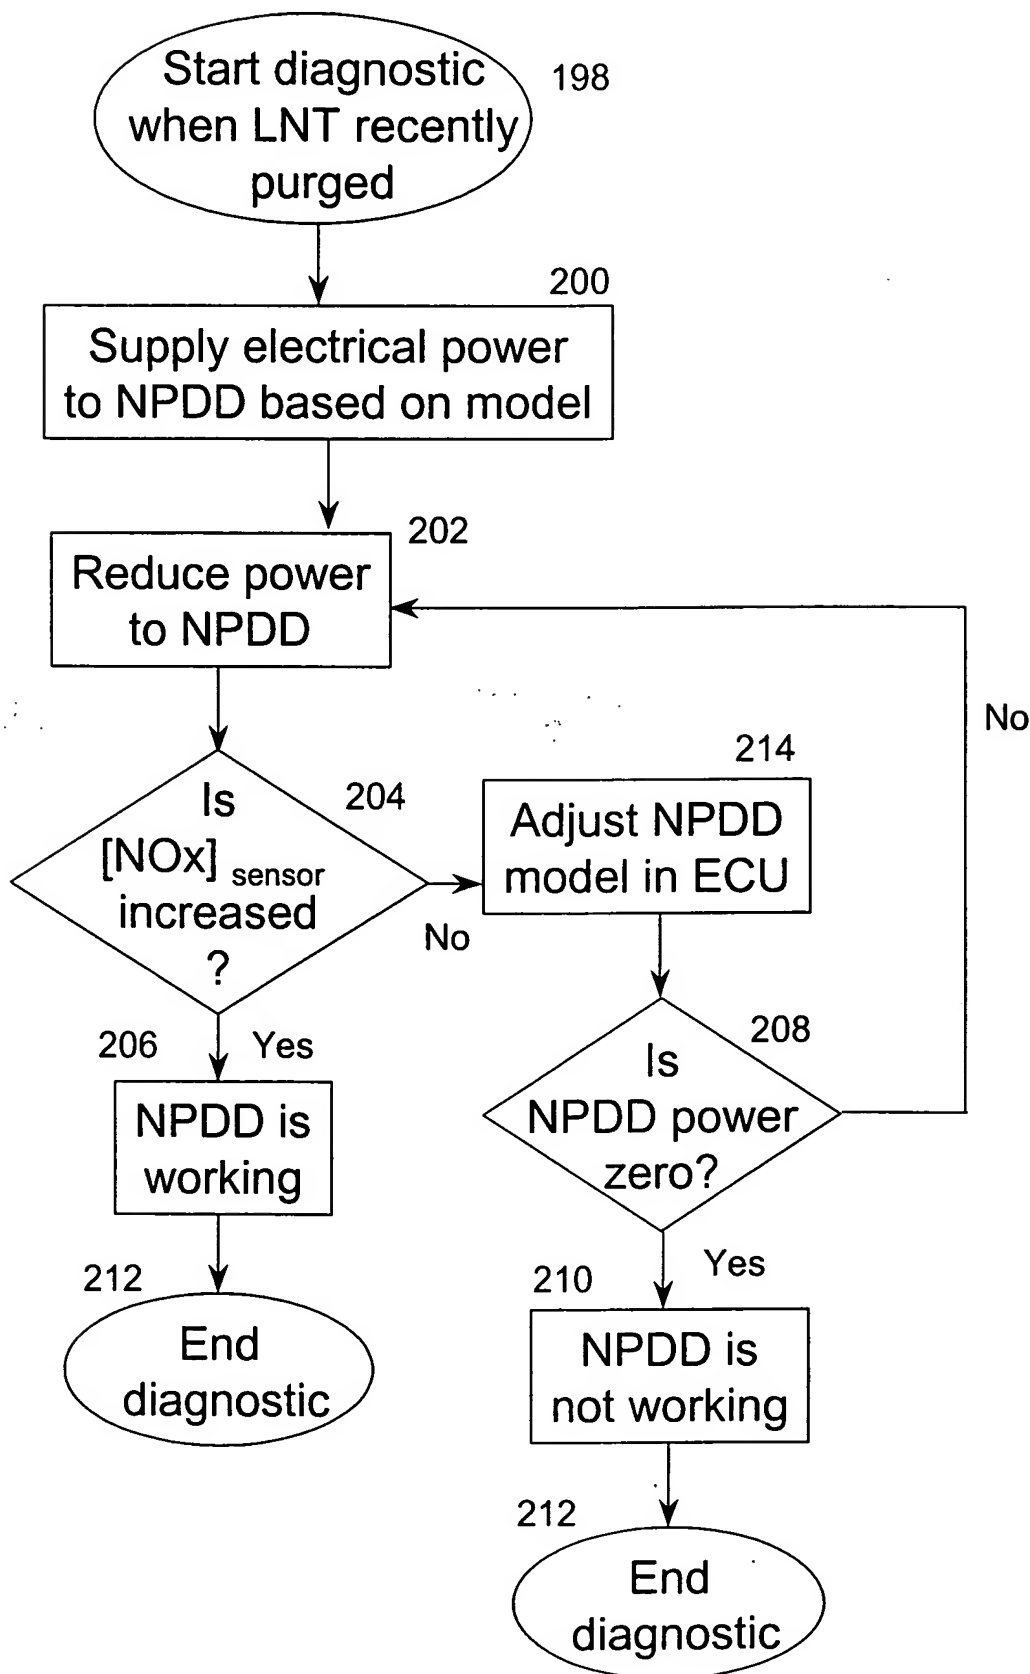 Start diagnostic
when LNT recently
purged
198
200
Supply electrical power
to NPDD based on model
202
Reduce power
to NPDD
No
204
Is
[NOx] sensor
increased
?
No
214
Adjust NPDD
model in ECU
206
Yes
NPDD is
working
208
Is
NPDD power
zero?
212
End
diagnostic
Yes
210
NPDD is
not working
212
End
diagnostic